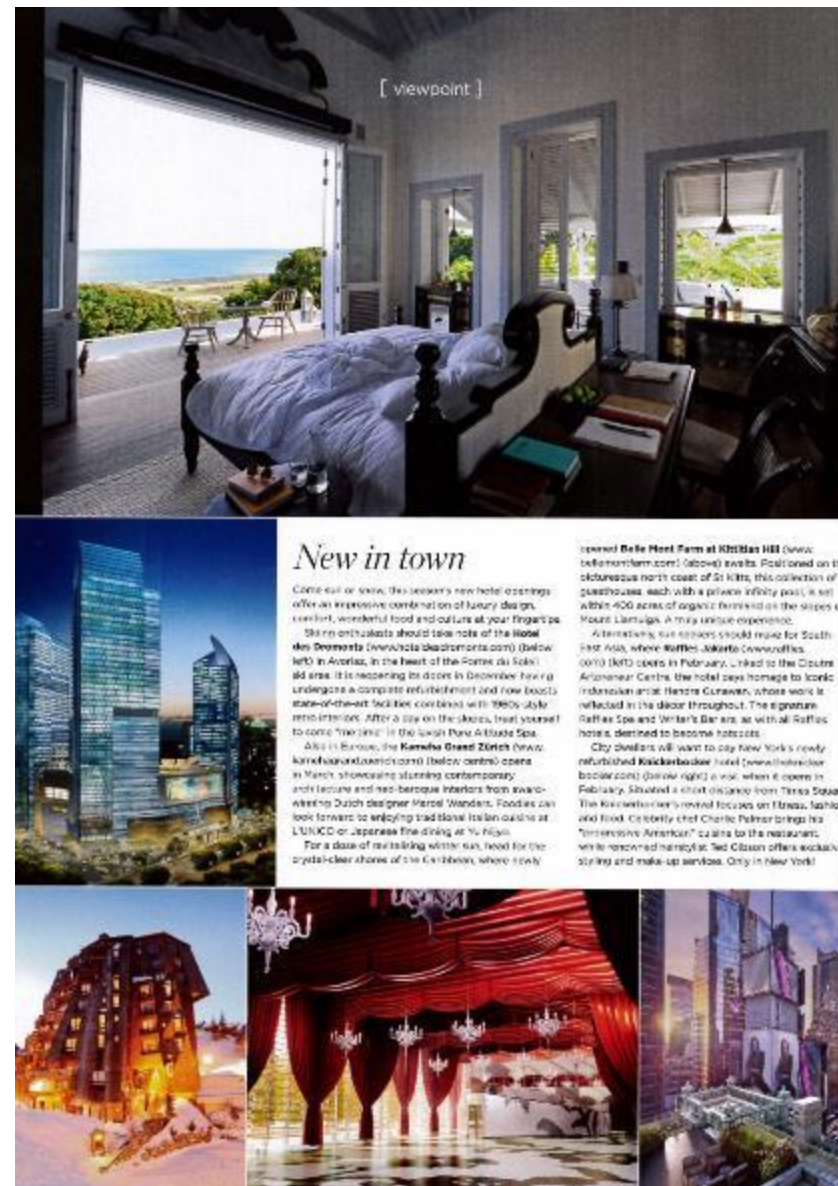 [ viewpoint ]
New in town
Come sun or snow, this season's new hotel openings
offer an impressive combination of luxury design,
comfort, wonderful food and culture at your fingertips.
Skiing enthusiasts should take note of the Hotel
des Dromonts (www.hoteldesdromonts.com) (below
left) in Avoriaz, in the heart of the Portes du Soleil
ski area. It is reopening its doors in December having
undergone a complete refurbishment and now boasts
state-of-the-art facilities combined with 1960s-style
retro interiors. After a day on the slopes, treat yourself
to some "me time" in the lavish Pure Altitude Spa.
Also in Europe, the Kameha Grand Zürich (www.
kamehagrandzuerich.com) (below centre) opens
in March, showcasing stunning contemporary
architecture and neo-baroque interiors from award-
winning Dutch designer Marcel Wanders. Foodies can
look forward to enjoying traditional Italian cuisine at
L'UNICO or Japanese fine dining at Yu Nijyo.
For a dose of revitalising winter sun, head for the
crystal-clear shores of the Caribbean, where newly
opened Belle Mont Farm at Kittitian Hill (www.
bellemontfarm.com) (above) awaits. Positioned on
picturesque north coast of St Kitts, this collection of
guesthouses, each with a private infinity pool, is set
within 400 acres of organic farmland on the slopes
Mount Liamuiga. A truly unique experience.
Alternatively, sun seekers should make for South
East Asia, where Raffles Jakarta (www.raffles.
com) (left) opens in February. Linked to the Ciputra
Artpreneur Centre, the hotel pays homage to iconic
Indonesian artist Hendra Gunawan, whose work is
reflected in the décor throughout. The signature
Raffles Spa and Writer's Bar are, as with all Raffles
hotels, destined to become hotspots.
City dwellers will want to pay New York's newly
refurbished Knickerbocker hotel (www.theknicker
bocker.com) (below right) a visit when it opens in
February. Situated a short distance from Times Squa
The Knickerbocker's revival focuses on fitness, fashio
and food. Celebrity chef Charlie Palmer brings his
"progressive American" cuisine to the restaurant,
while renowned hairstylist Ted Gibson offers exclusiv
styling and make-up services. Only in New York!